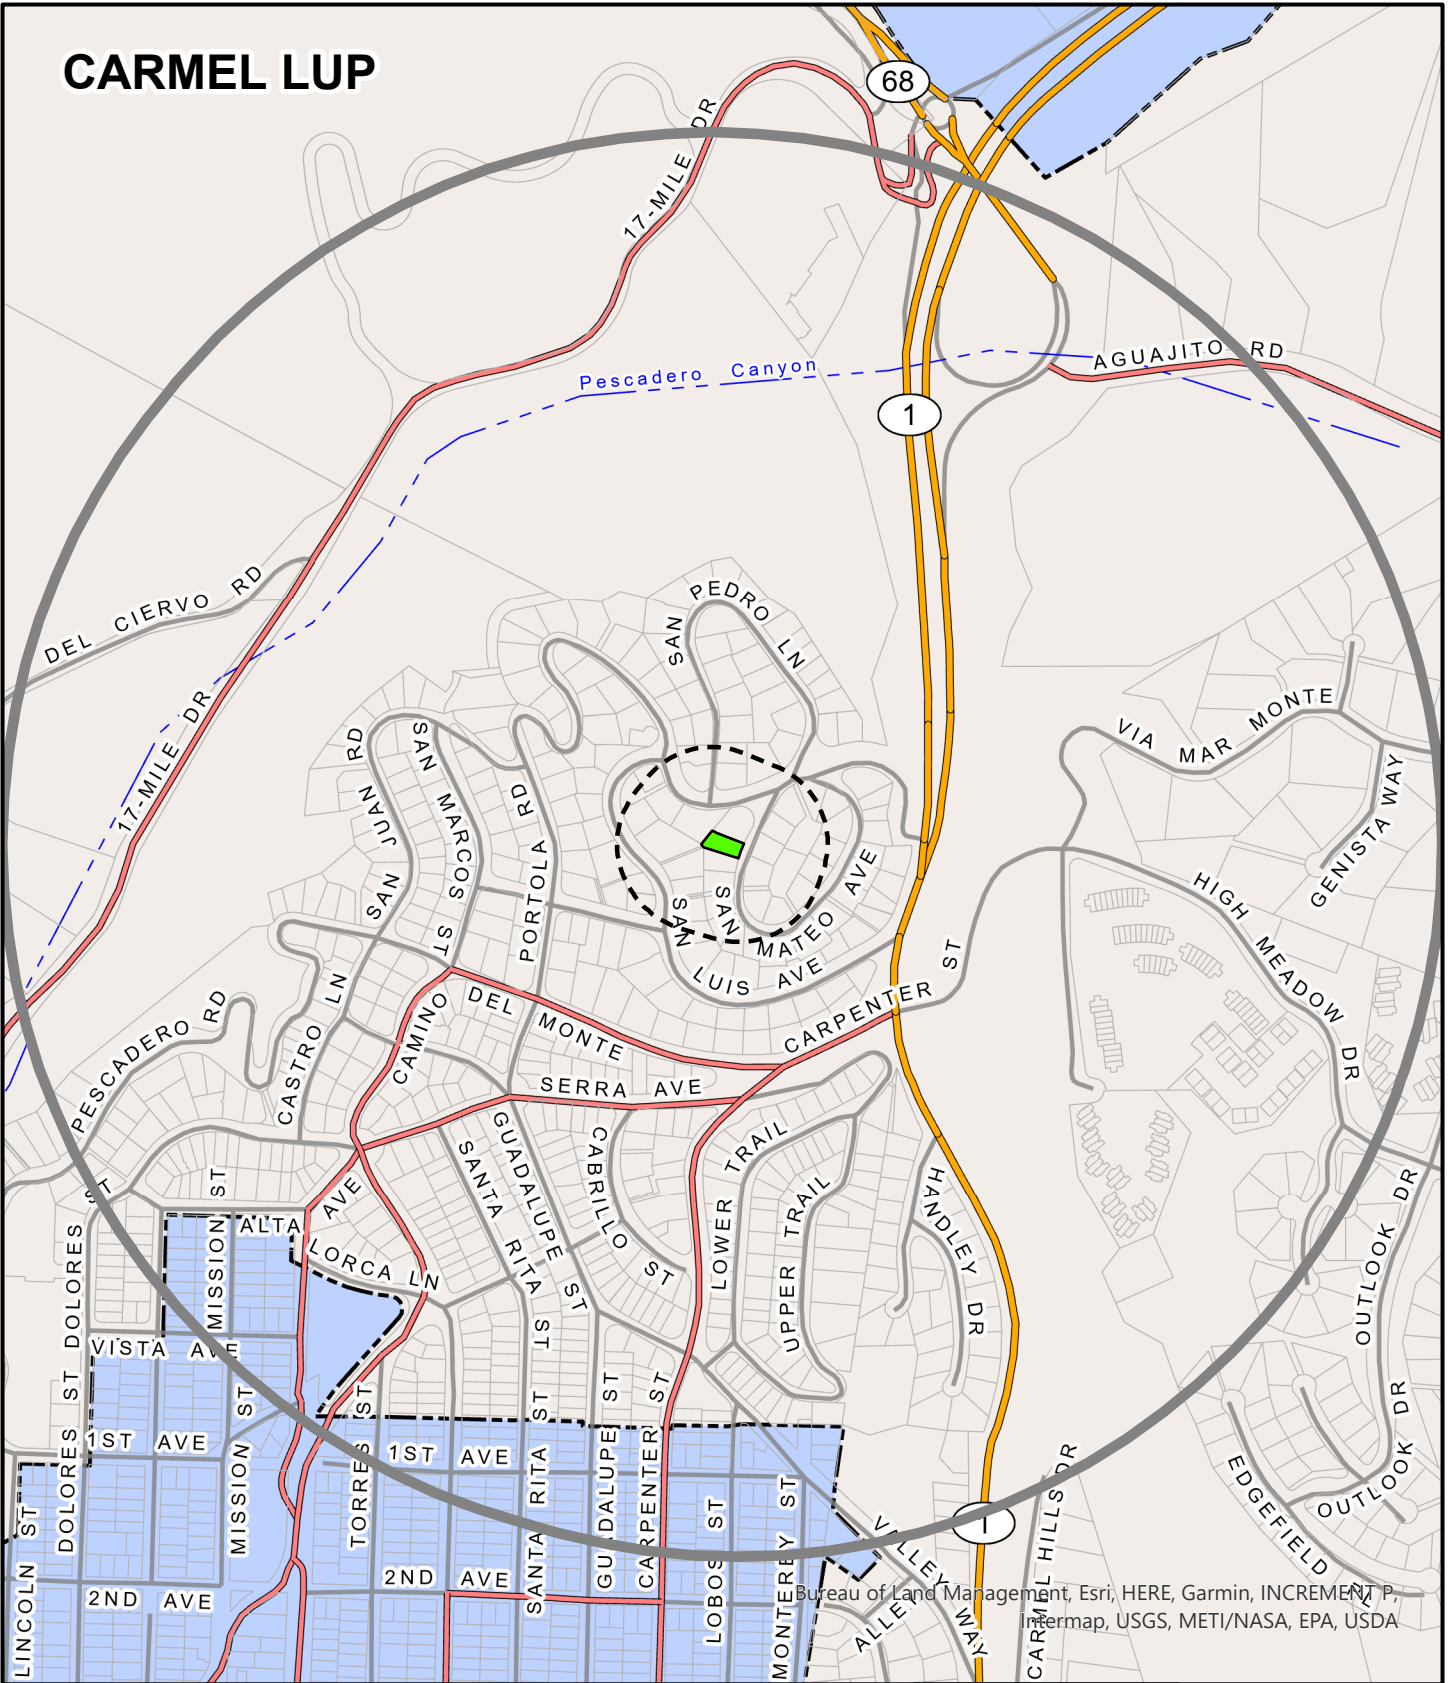 CARMEL LUP
68
17-MILE DR
AGUAJITO RD
Pescadero Canyon
1
DEL CIERVO RD
SAN PEDRO LN
17-MILE DR
SAN JUAN RD
SAN MARCOS ST
PORTOLA RD
VIA MAR MONTE
GENISTA WAY
HIGH MEADOW DR
SAN MATEO AVE
SAN LUIS AVE
CARPENTER ST
PESCADERO RD
CASTRO LN
CAMINO DEL MONTE
SERRA AVE
SANTA RITA ST
GUADALUPE ST
CABRILLO ST
LOWER TRAIL
UPPER TRAIL
HANDLEY DR
OUTLOOK DR
DOLORES ST
MISSION ST
ALTA AVE
LORCA LN
VISTA AVE
DOLORES ST
MISSION ST
1ST AVE
TORRES ST
1ST AVE
SANTA RITA ST
GUADALUPE ST
CARPENTER ST
LOBOS ST
MONTEREY ST
1
CARMEL HILLS DR
OUTLOOK DR
EDGEFIELD
VALLEY WAY
LINCOLN ST
2ND AVE
2ND AVE
Bureau of Land Management, Esri, HERE, Garmin, INCREMENT P,
Intermap, USGS, METI/NASA, EPA, USDA